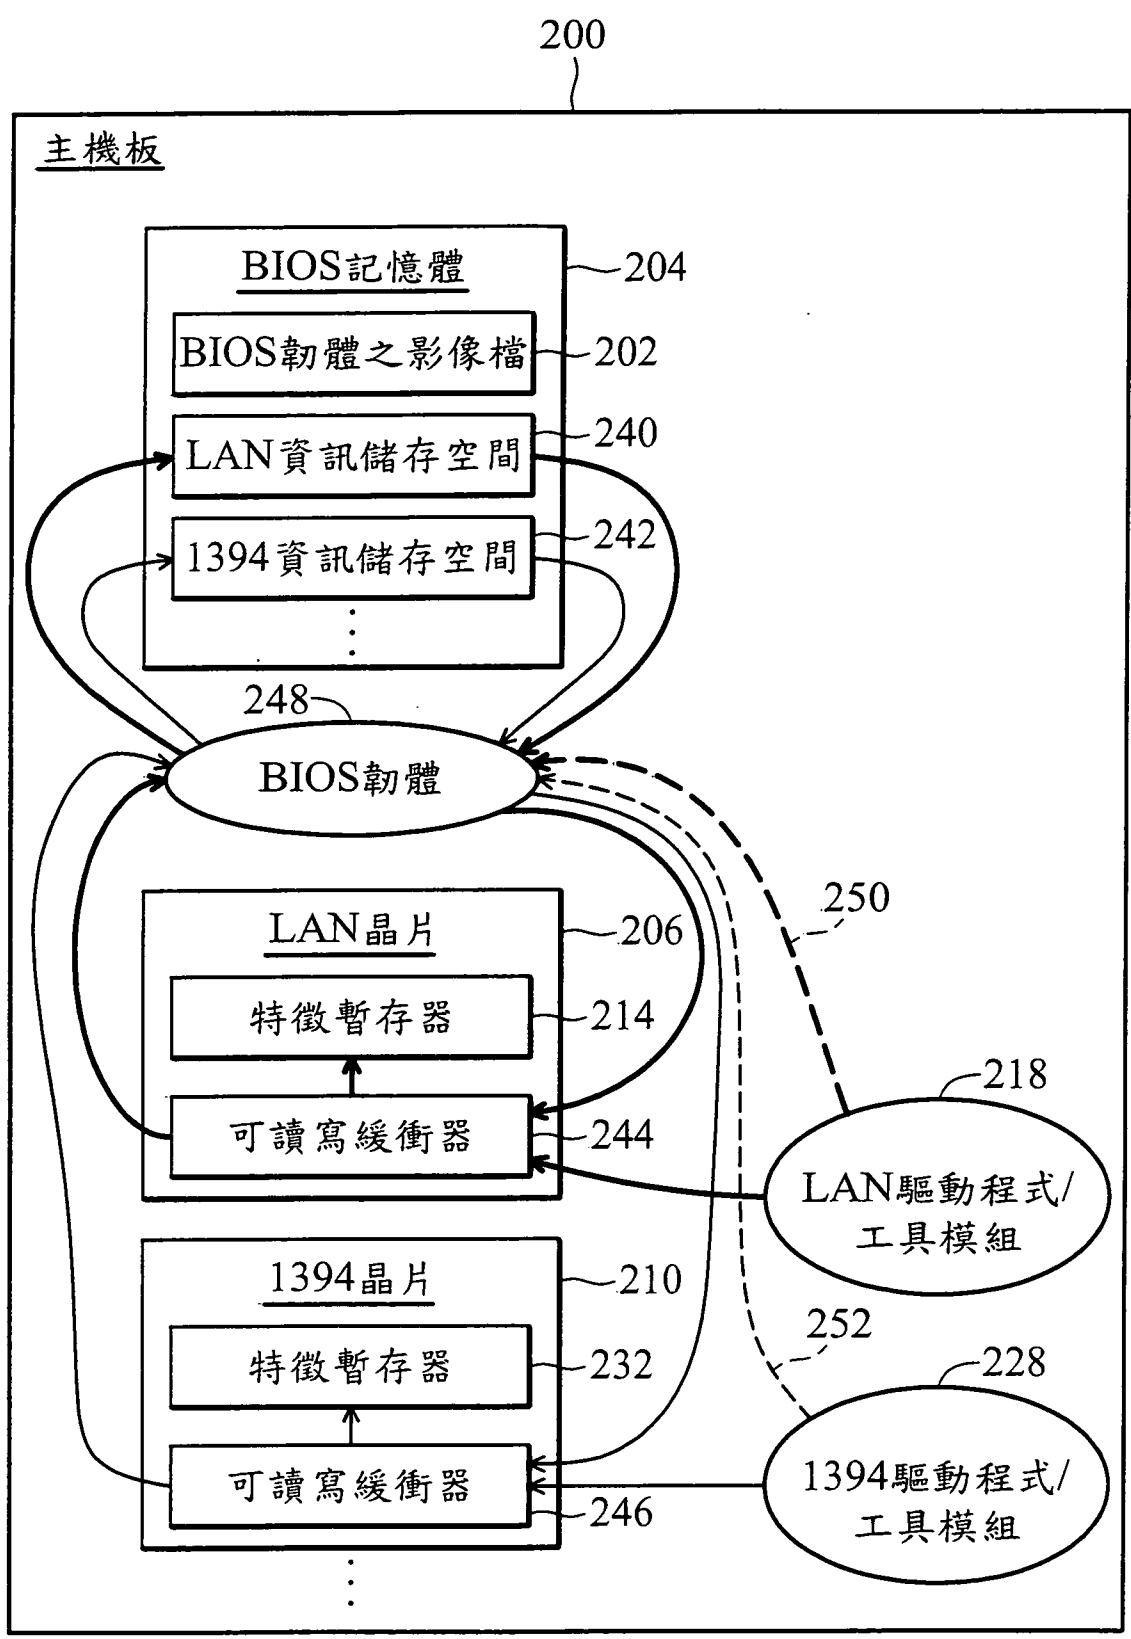 200
主機板
BIOS記憶體
204
BIOS韌體之影像檔
202
LAN資訊儲存空間
240
1394資訊儲存空間
242
248
BIOS韌體
250
LAN晶片
206
特徵暫存器
214
可讀寫緩衝器
244
218
LAN驅動程式/
工具模組
1394晶片
210
特徵暫存器
232
252
228
可讀寫緩衝器
246
1394驅動程式/
工具模組